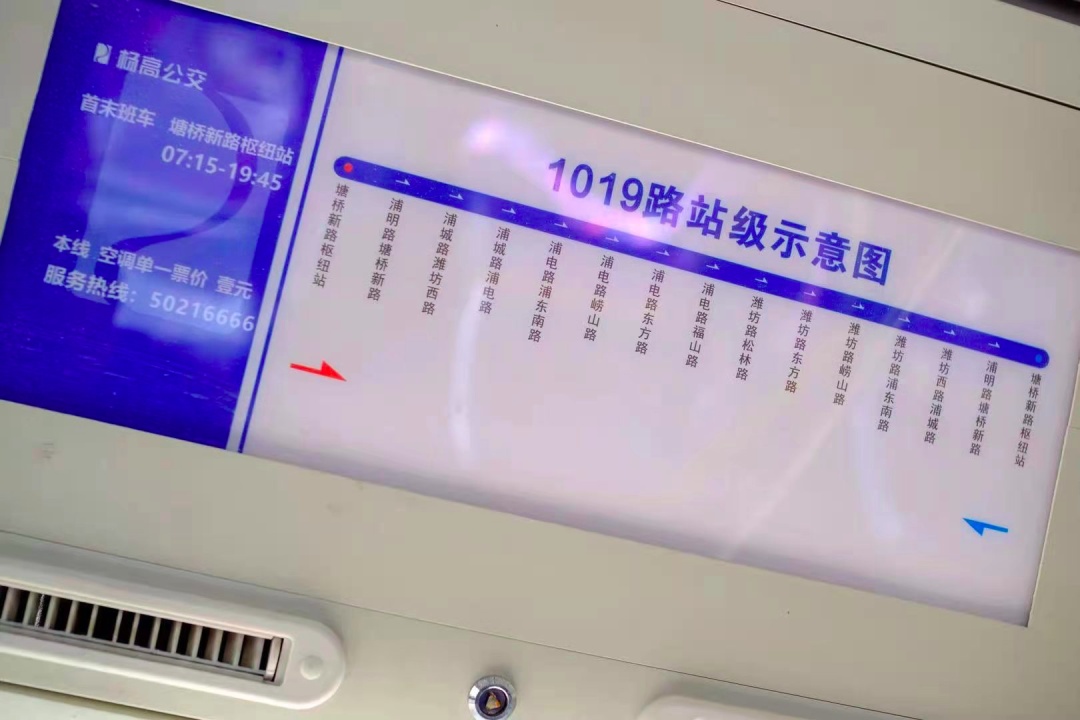 杨高公交
首末班车 塘桥新路枢纽站
07:15-19:45
本线 空调单一票价 壹元
服务热线：50216666
1019路站级示意图
塘桥新路枢纽站
浦明路塘桥新路
浦城路潍坊西路
浦城路浦电路
浦电路浦东南路
浦电路崂山路
浦电路东方路
浦电路福山路
潍坊路松林路
潍坊路东方路
潍坊路崂山路
潍坊路浦东南路
潍坊西路浦城路
浦明路塘桥新路
塘桥新路枢纽站